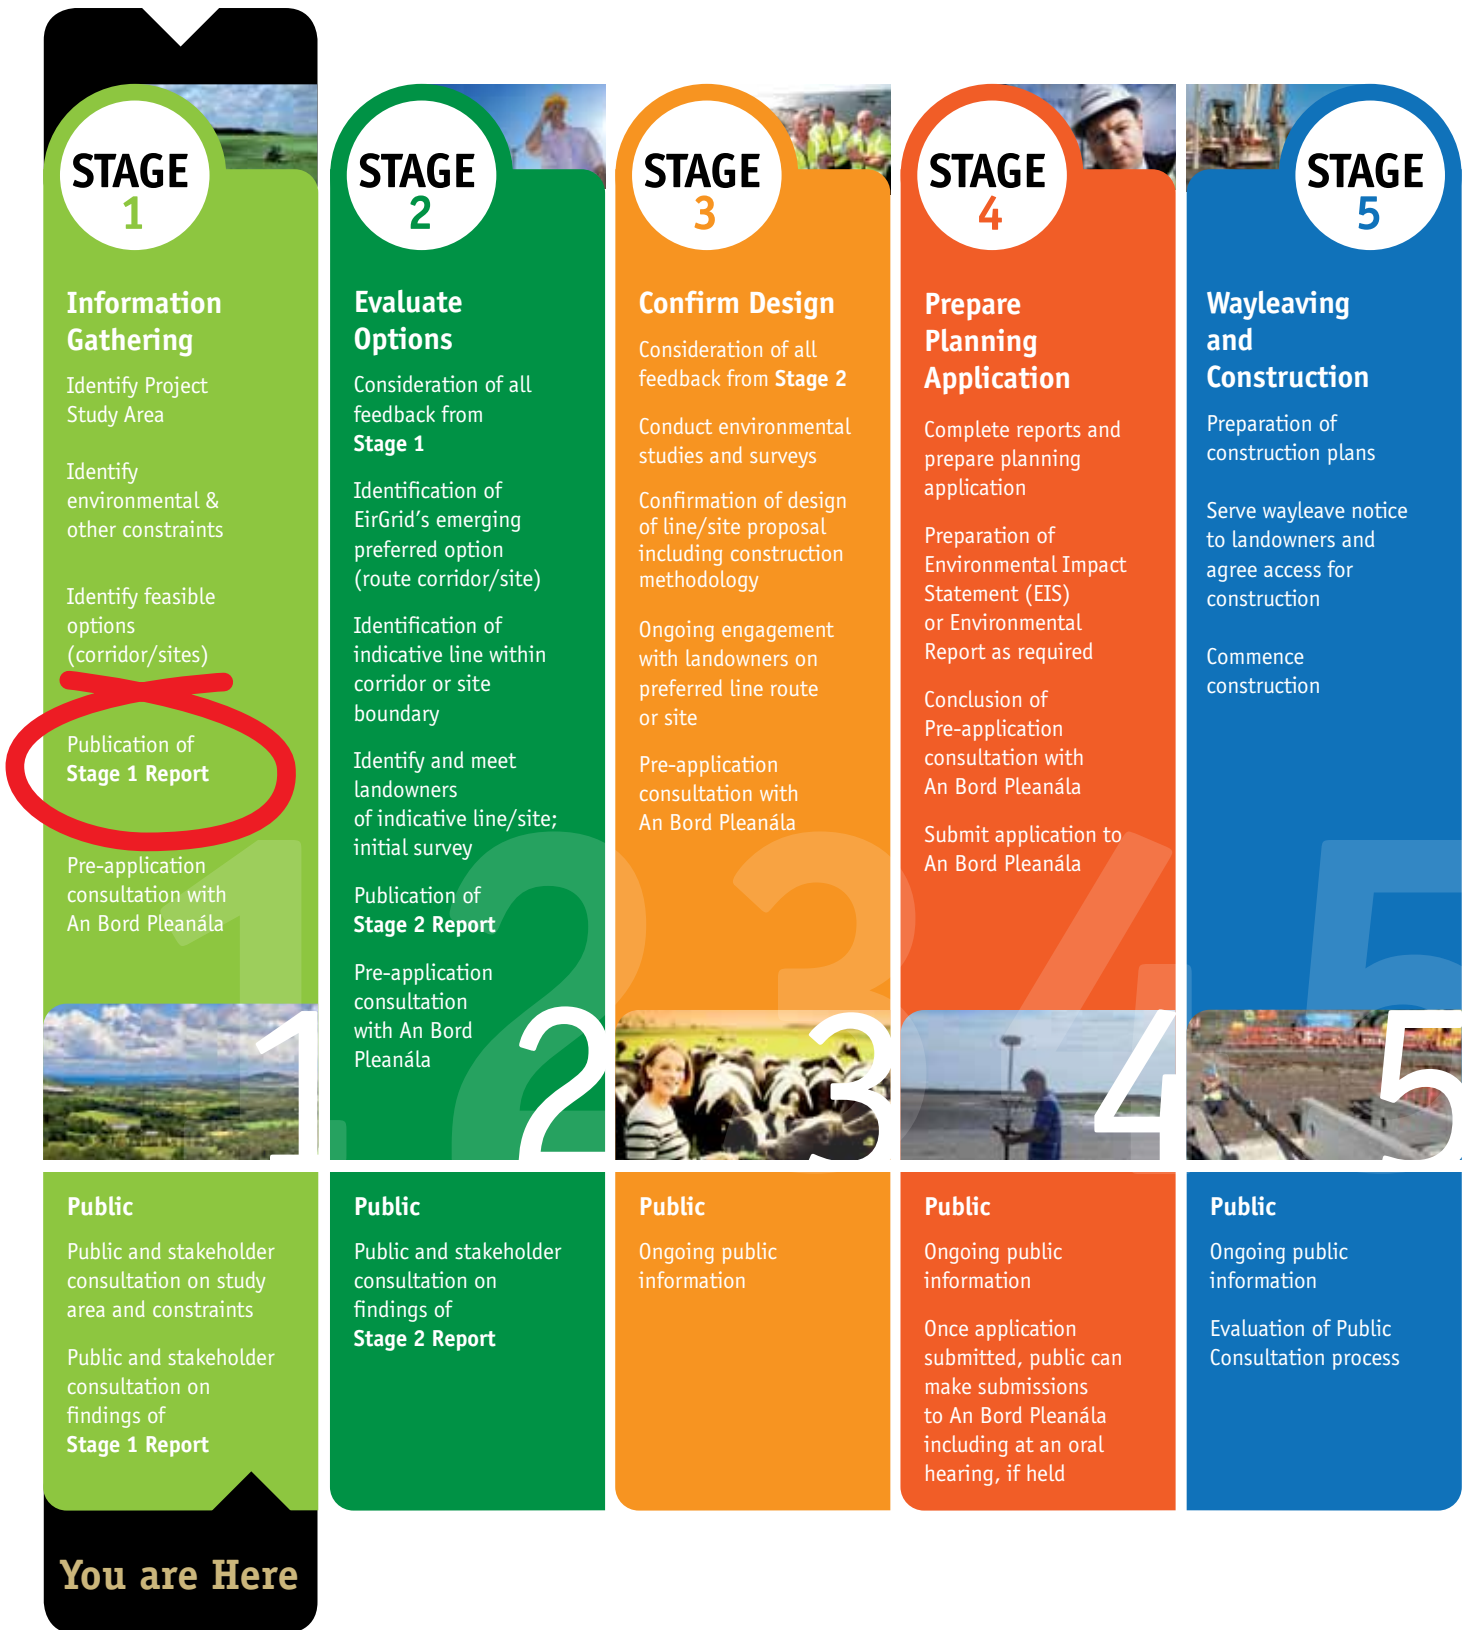 STAGE
1
Information
Gathering
Identify Project
Study Area
Identify
environmental &
other constraints
Identify feasible
options
(corridor/sites)
Publication of
Stage 1 Report
Pre-application
consultation with
An Bord Pleanála
1
Public
Public and stakeholder
consultation on study
area and constraints
Public and stakeholder
consultation on
findings of
Stage 1 Report
You are Here
STAGE
2
Evaluate
Options
Consideration of all
feedback from
Stage 1
Identification of
EirGrid's emerging
preferred option
(route corridor/site)
Identification of
indicative line within
corridor or site
boundary
Identify and meet
landowners
of indicative line/site;
initial survey
Publication of
Stage 2 Report
Pre-application
consultation
with An Bord
Pleanála
2
Public
Public and stakeholder
consultation on
findings of
Stage 2 Report
STAGE
3
Confirm Design
Consideration of all
feedback from Stage 2
Conduct environmental
studies and surveys
Confirmation of design
of line/site proposal
including construction
methodology
Ongoing engagement
with landowners on
preferred line route
or site
Pre-application
consultation with
An Bord Pleanála
3
Public
Ongoing public
information
STAGE
4
Prepare
Planning
Application
Complete reports and
prepare planning
application
Preparation of
Environmental Impact
Statement (EIS)
or Environmental
Report as required
Conclusion of
Pre-application
consultation with
An Bord Pleanála
Submit application to
An Bord Pleanála
4
Public
Ongoing public
information
Once application
submitted, public can
make submissions
to An Bord Pleanála
including at an oral
hearing, if held
STAGE
5
Wayleaving
and
Construction
Preparation of
construction plans
Serve wayleave notice
to landowners and
agree access for
construction
Commence
construction
5
Public
Ongoing public
information
Evaluation of Public
Consultation process